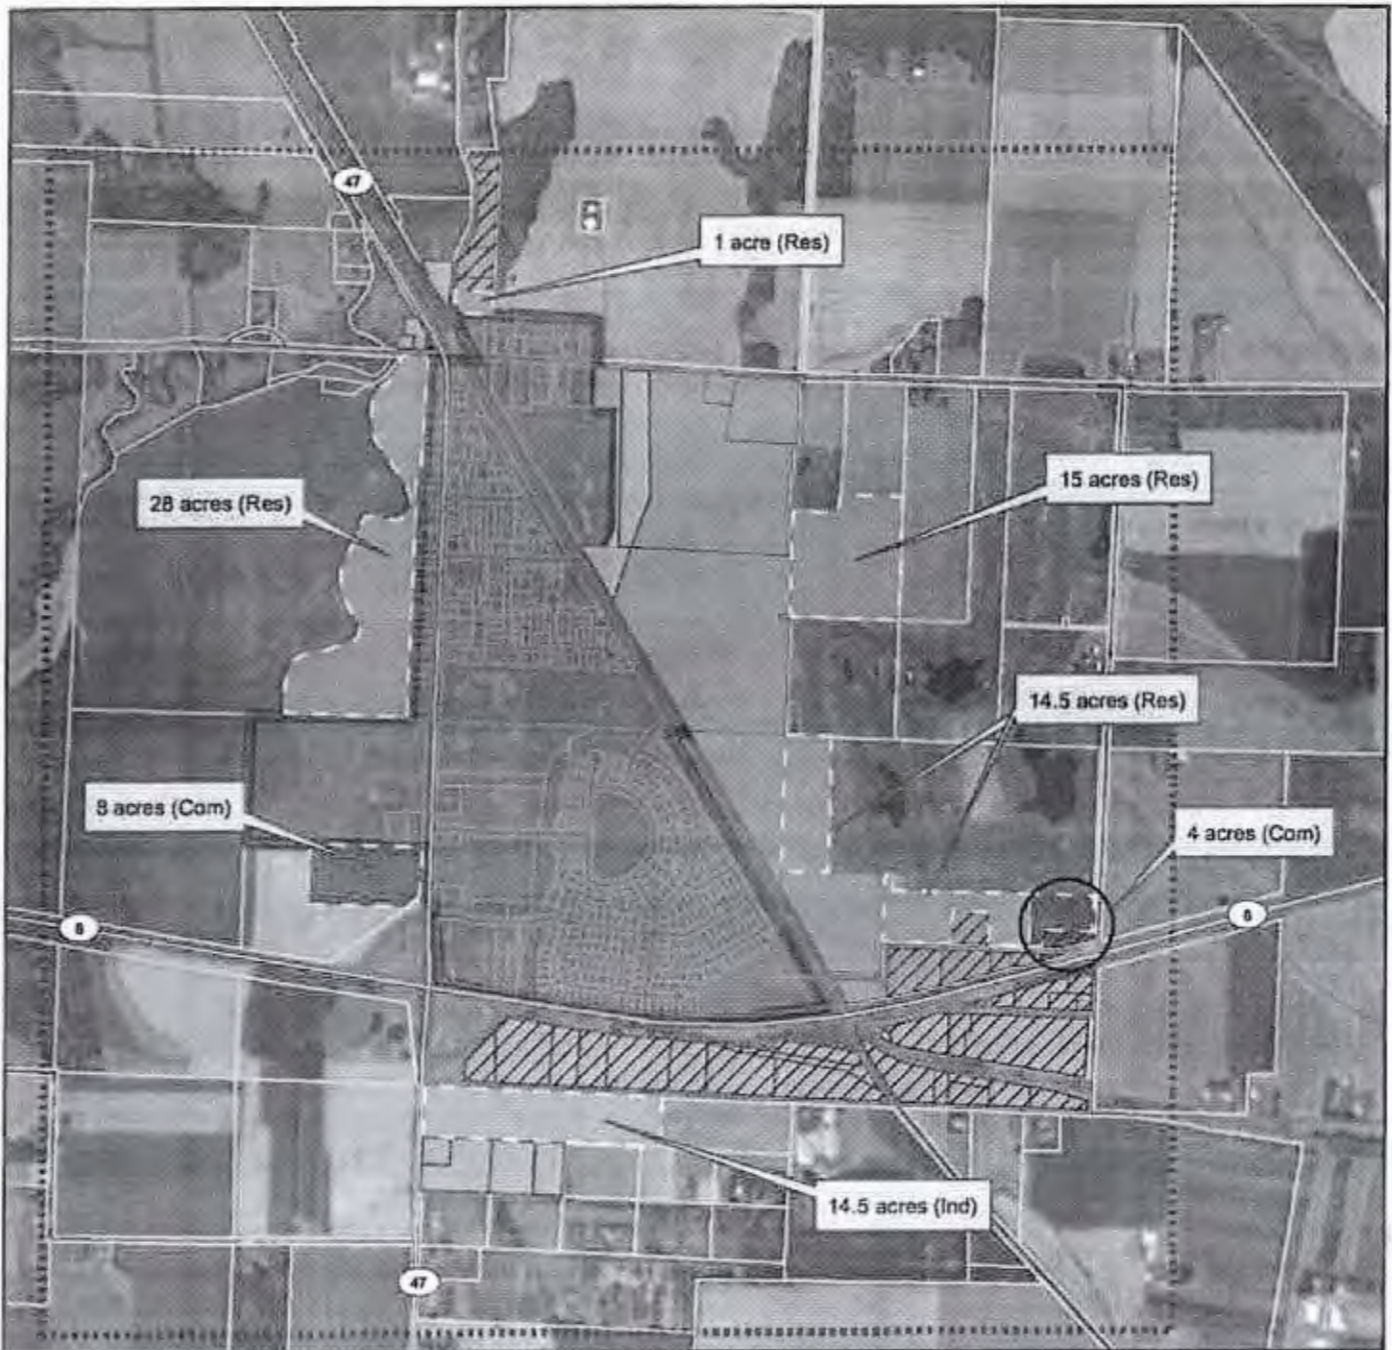 47
1 acre (Res)
15 acres (Res)
28 acres (Res)
14.5 acres (Res)
8 acres (Com)
4 acres (Com)
8
6
14.5 acres (Ind)
47